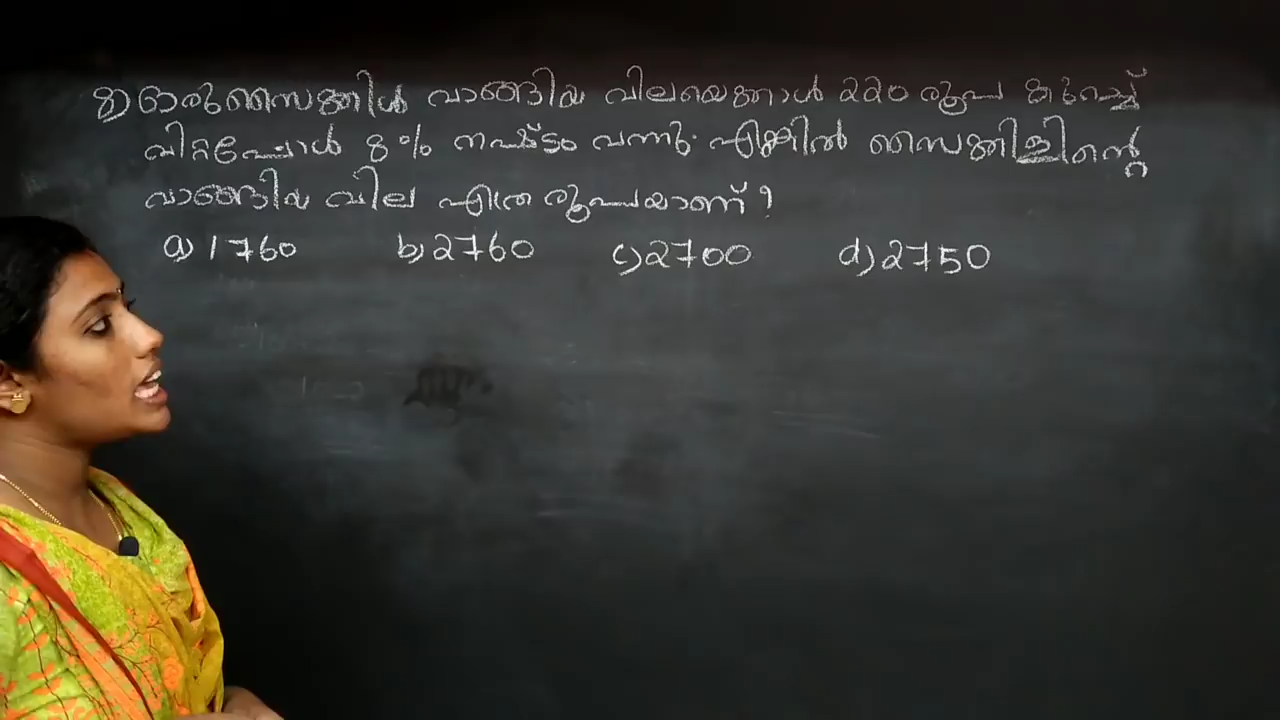 8) ഒരു സൈക്കിൾ വാങ്ങിയ വിലയെക്കാൾ 220 രൂപ കുറച്ച്
വിറ്റപ്പോൾ 8% നഷ്ടം വന്നു. എങ്കിൽ സൈക്കിളിന്റെ
വാങ്ങിയ വില എത്ര രൂപയാണ് ?
a) 1760 b) 2760 c) 2700 d) 2750